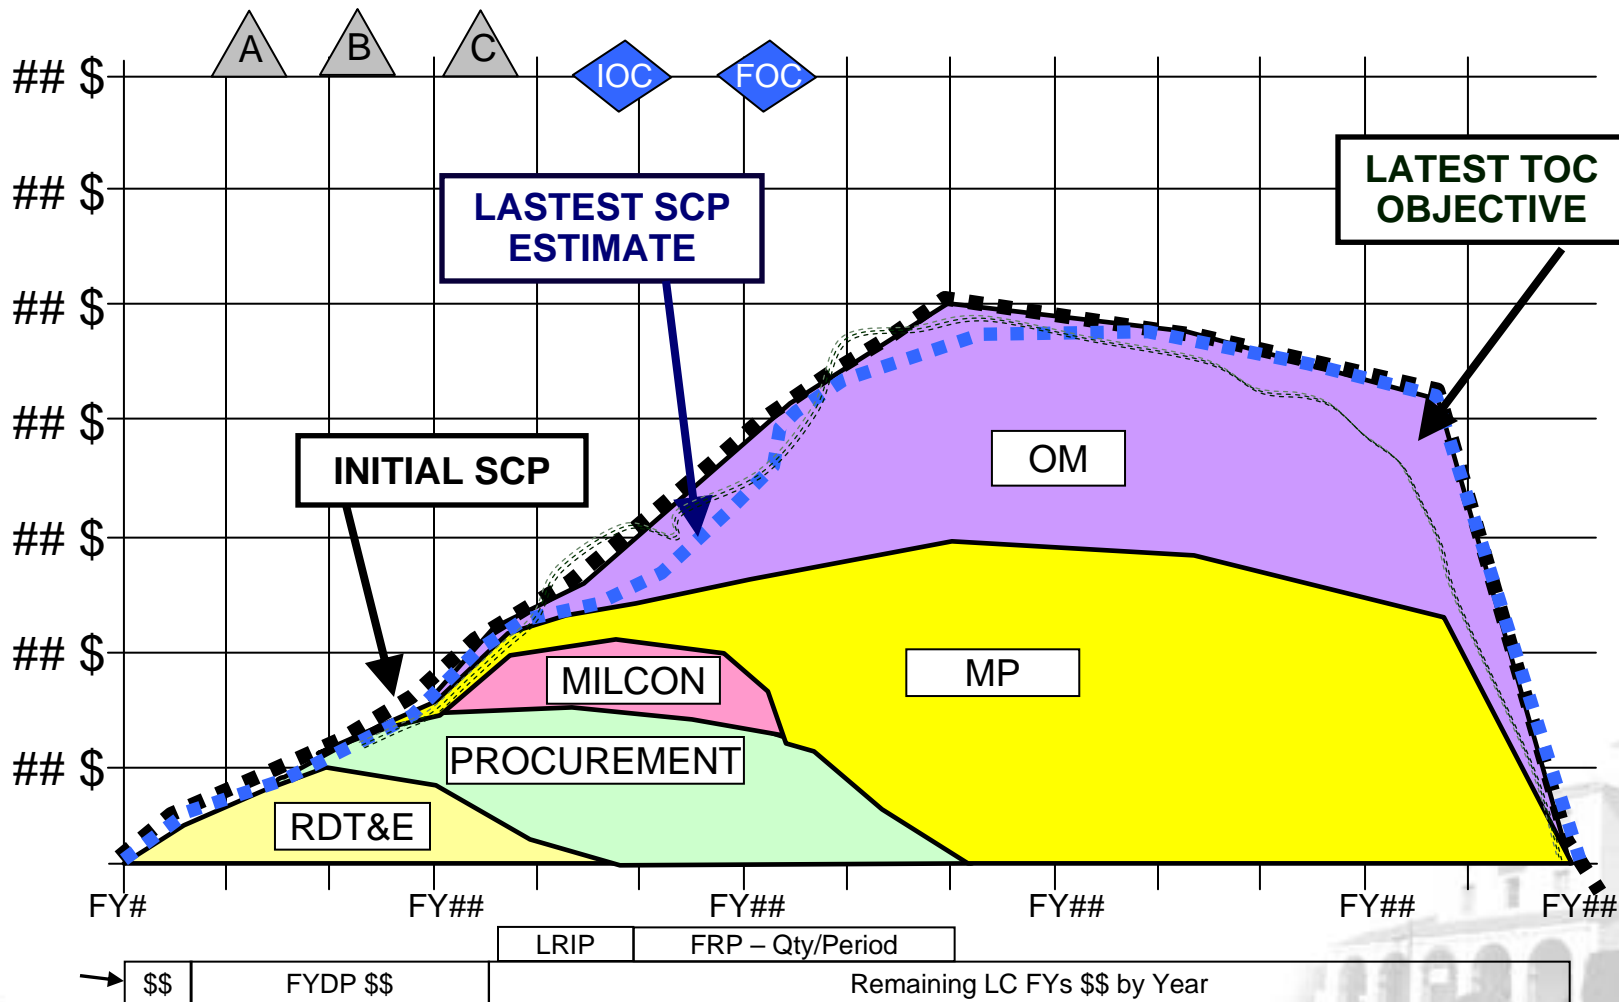 A
B
C
IOC
FOC
## $
## $
LASTEST SCP
ESTIMATE
LATEST TOC
OBJECTIVE
## $
## $
INITIAL SCP
OM
## $
## $
MILCON
MP
## $
PROCUREMENT
RDT&E
FY#
FY##
FY##
FY##
FY##
FY##
LRIP
FRP – Qty/Period
$$
FYDP $$
Remaining LC FYs $$ by Year